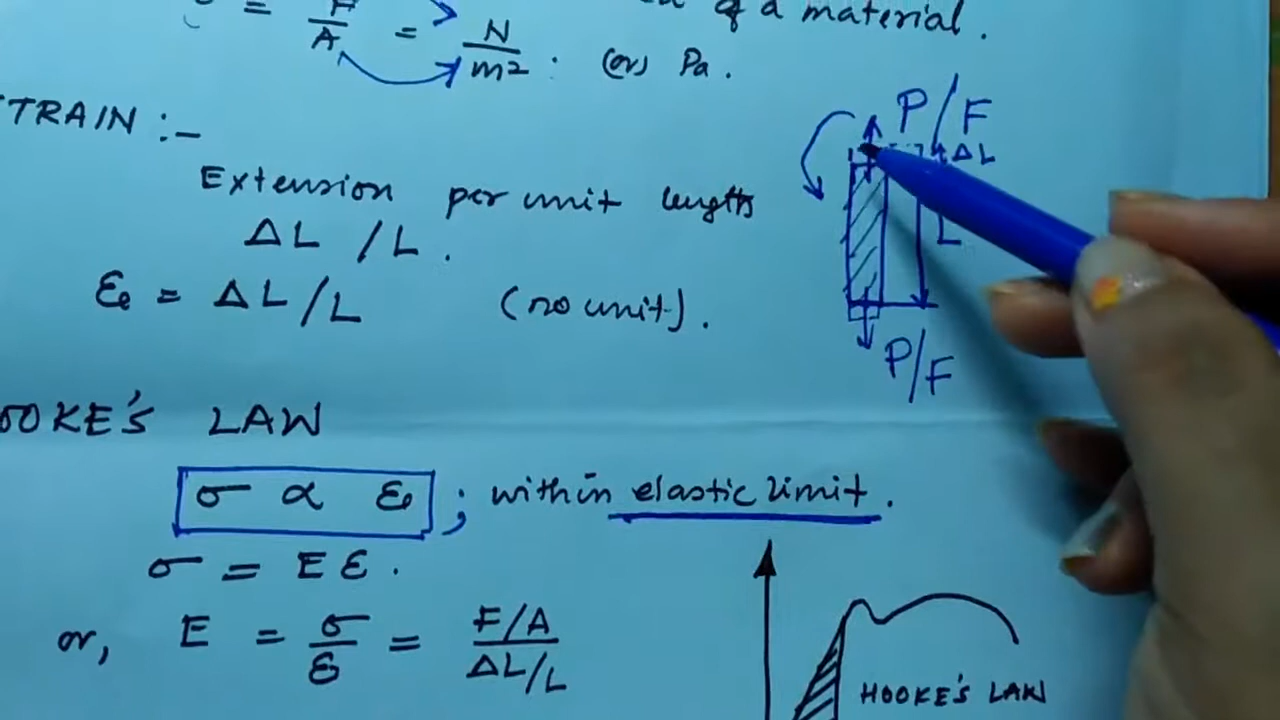 = F/A = N/m² . (or) Pa .
of a material .
TRAIN :-
Extension per unit length
ΔL / L .
ε = ΔL/L (no unit) .
P/F
ΔL
L
P/F
OOKE'S LAW
σ ∝ ε ; within elastic limit .
σ = E ε .
or, E = σ/ε = F/A / ΔL/L
HOOKE'S LAW